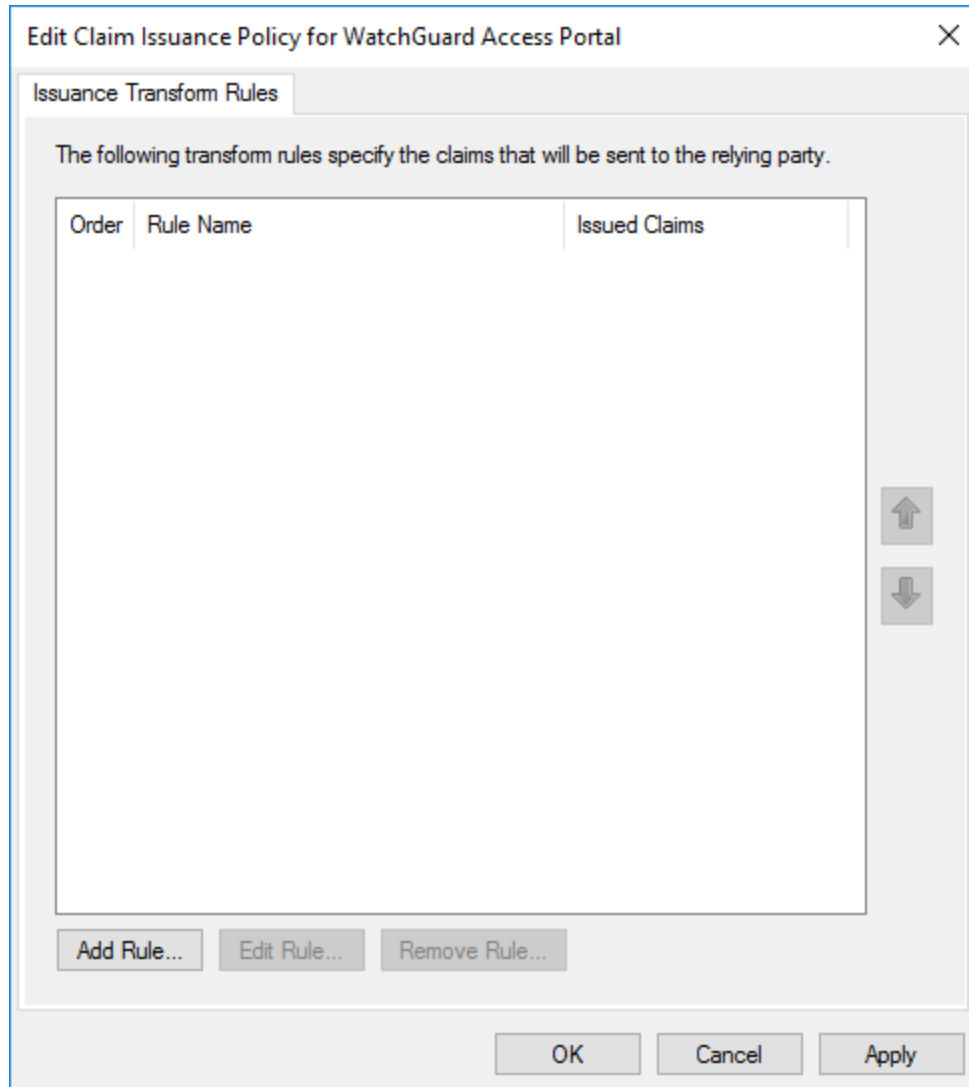 Edit Claim Issuance Policy for WatchGuard Access Portal
Issuance Transform Rules
The following transform rules specify the claims that will be sent to the relying party.
Order Rule Name Issued Claims
Add Rule... Edit Rule... Remove Rule...
OK Cancel Apply